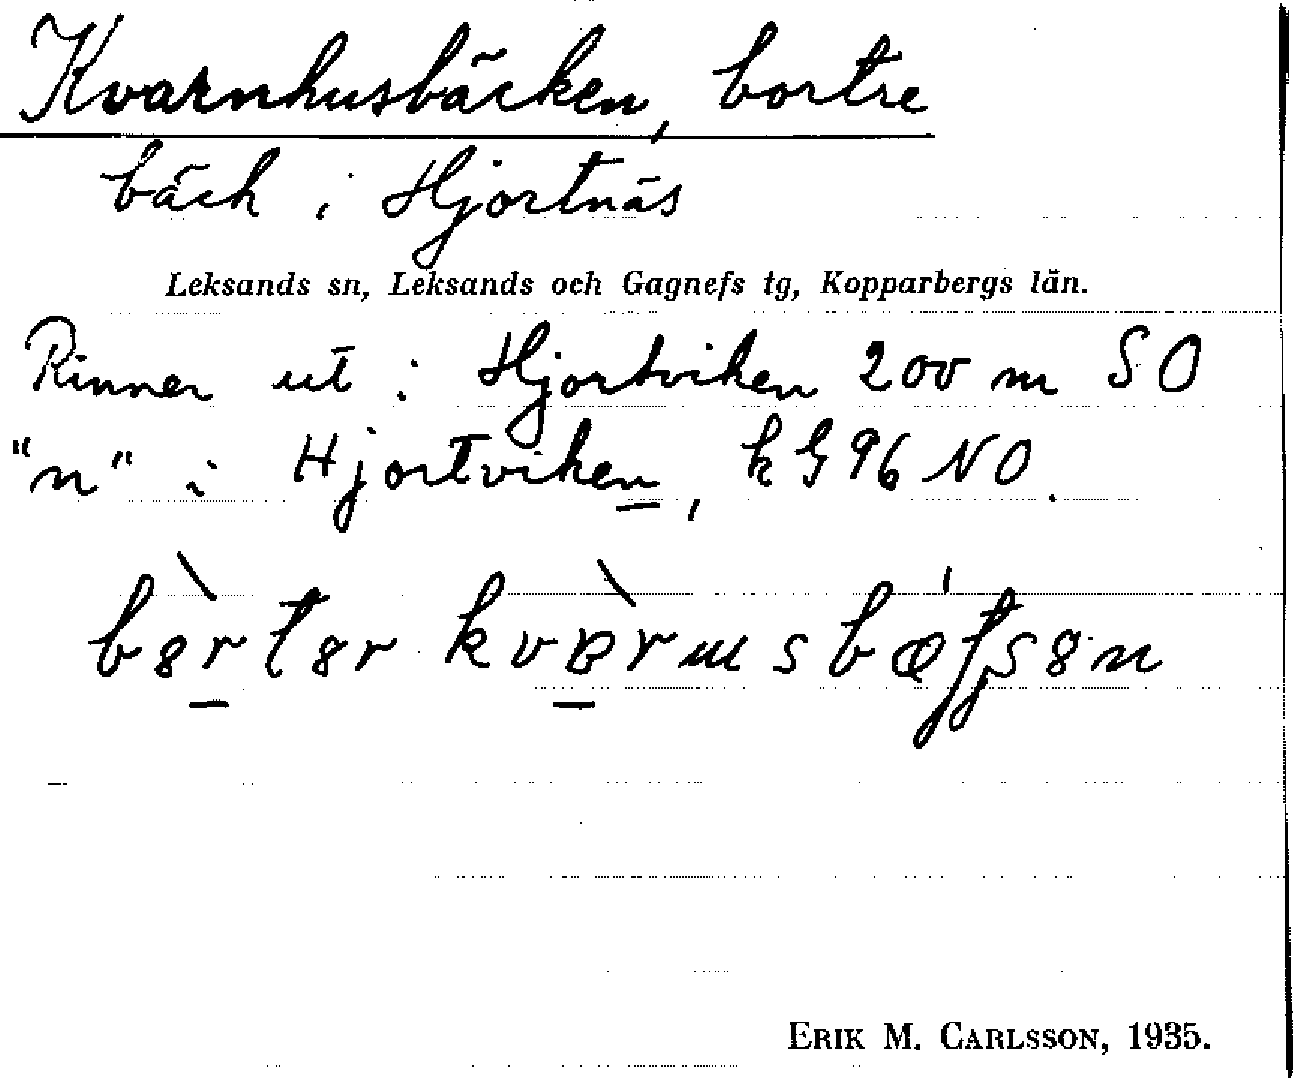 Kvarnhusbäcken, bortre
bäck i Hjortnäs
Leksands sn, Leksands och Gagnefs tg, Kopparbergs län.
Rinner ut i Hjortviken 200 m SO
"n" i Hjortviken, kG 96 NO.
ERIK M. CARLSSON, 1935.